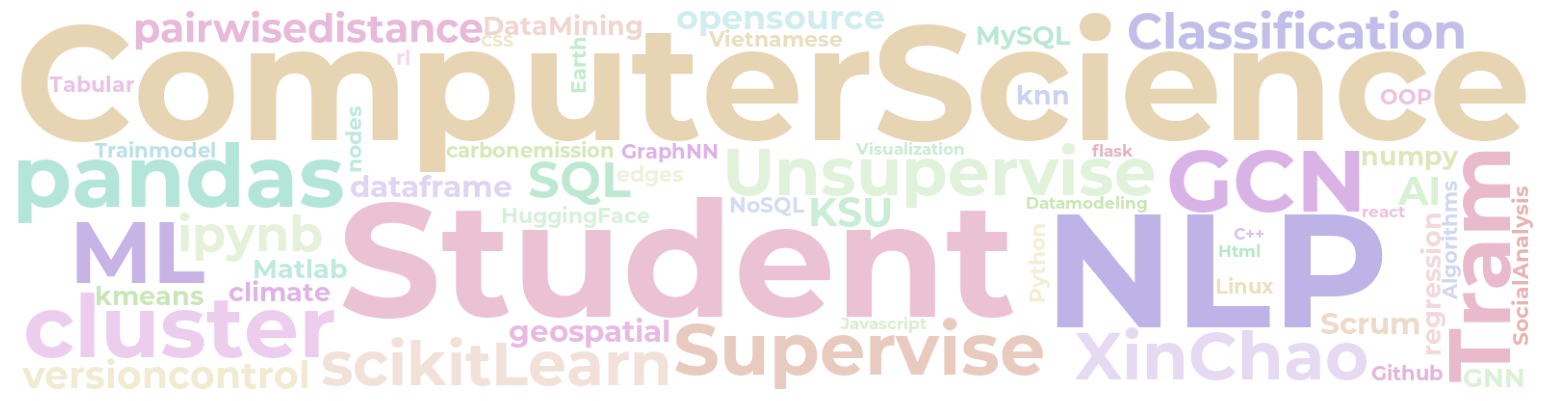 pairwisedistance
DataMining
css
opensource
Vietnamese
MySQL
Classification
ComputerScience
rl
Earth
Tabular
knn
OOP
nodes
Trainmodel
carbonemission
GraphNN
Visualization
flask
numpy
pandas
dataframe
SQL
edges
Unsupervise
GCN
AI
Tram
HuggingFace
NoSQL
KSU
Datamodeling
react
ML
ipynb
Student
NLP
C++
Html
Python
regression
Algorithms
SocialAnalysis
Matlab
kmeans
climate
Linux
cluster
geospatial
Javascript
Supervise
Scrum
XinChao
versioncontrol
scikitLearn
Github
GNN